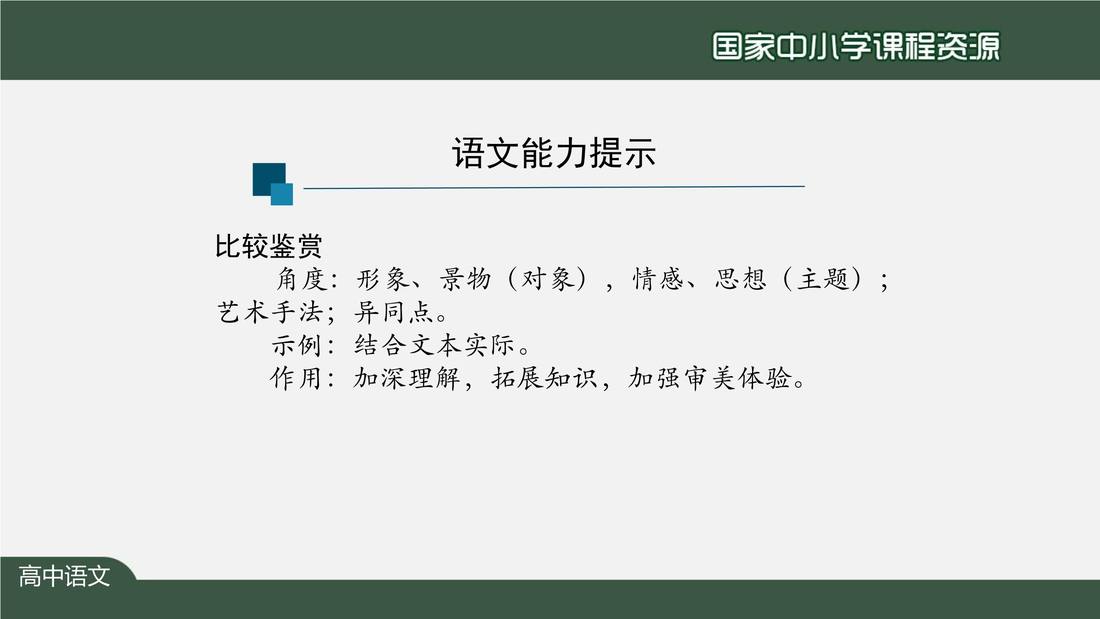 国家中小学课程资源
语文能力提示
比较鉴赏
角度：形象、景物（对象），情感、思想（主题）；
艺术手法；异同点。
示例：结合文本实际。
作用：加深理解，拓展知识，加强审美体验。
高中语文